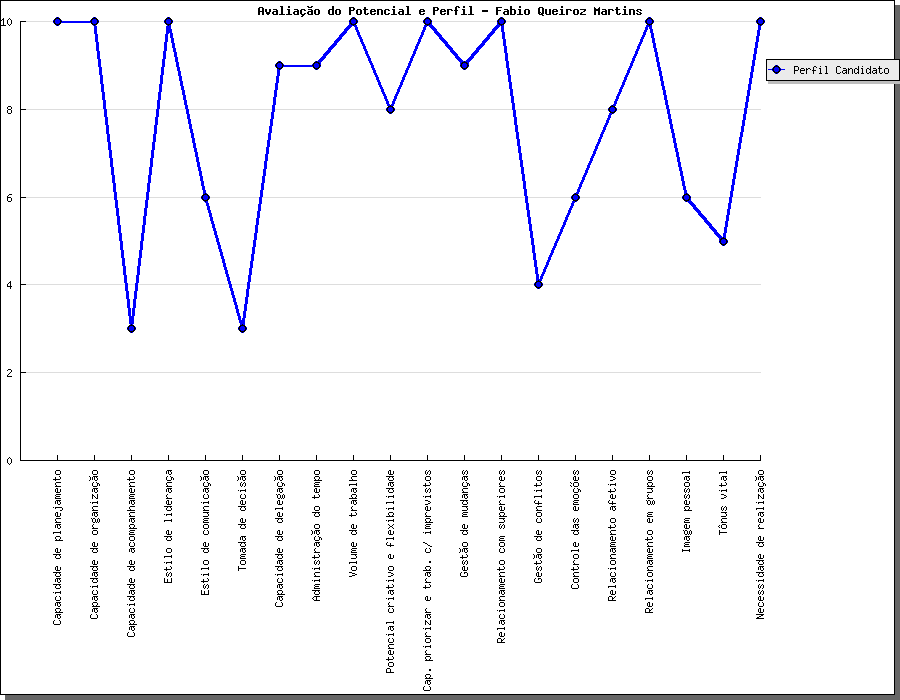 Avaliação do Potencial e Perfil - Fabio Queiroz Martins
10
8
6
4
2
0
Perfil Candidato
Capacidade de planejamento
Capacidade de organização
Capacidade de acompanhamento
Estilo de liderança
Estilo de comunicação
Tomada de decisão
Capacidade de delegação
Administração do tempo
Volume de trabalho
Potencial criativo e flexibilidade
Cap. priorizar e trab. c/ imprevistos
Gestão de mudanças
Relacionamento com superiores
Gestão de conflitos
Controle das emoções
Relacionamento afetivo
Relacionamento em grupos
Imagem pessoal
Tônus vital
Necessidade de realização